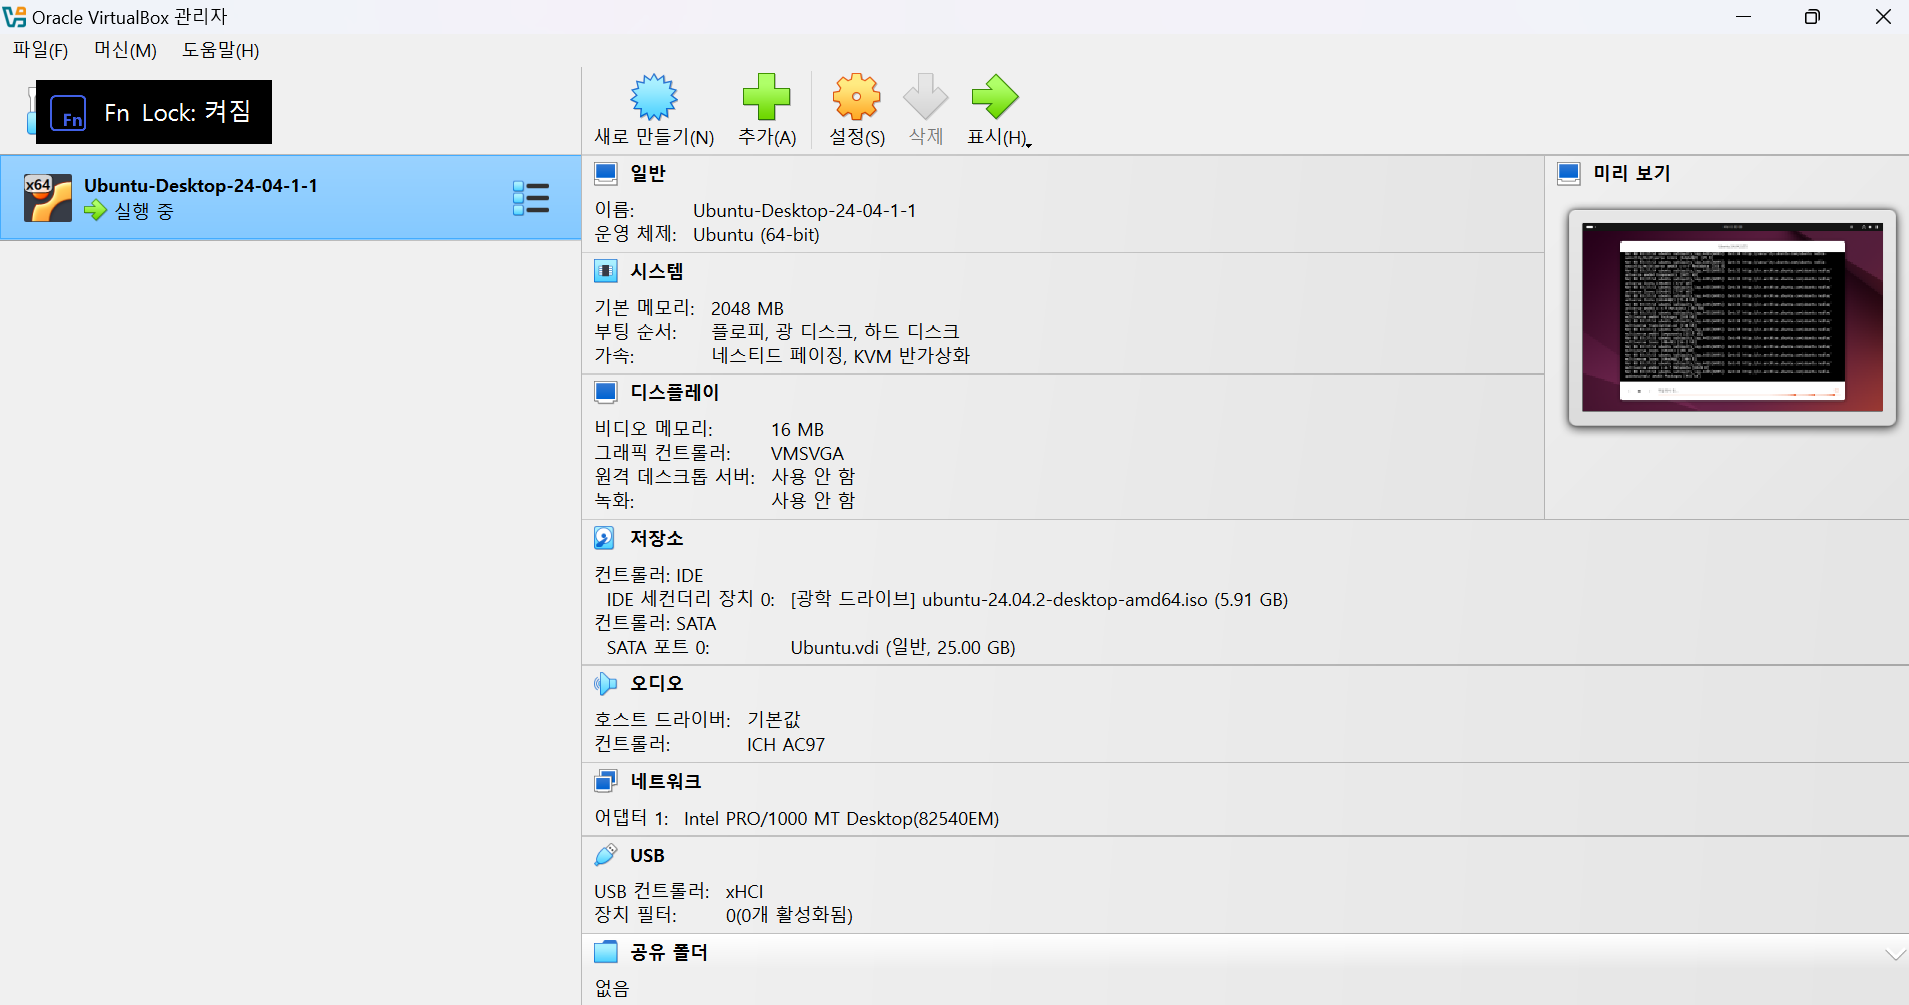 Oracle VirtualBox 관리자
파일(F) 머신(M) 도움말(H)
Fn Fn Lock: 켜짐
새로 만들기(N) 추가(A) 설정(S) 삭제 표시(H)
x64 Ubuntu-Desktop-24-04-1-1
실행 중
일반
이름: Ubuntu-Desktop-24-04-1-1
운영 체제: Ubuntu (64-bit)
미리 보기
시스템
기본 메모리: 2048 MB
부팅 순서: 플로피, 광 디스크, 하드 디스크
가속: 네스티드 페이징, KVM 반가상화
디스플레이
비디오 메모리: 16 MB
그래픽 컨트롤러: VMSVGA
원격 데스크톱 서버: 사용 안 함
녹화: 사용 안 함
저장소
컨트롤러: IDE
IDE 세컨더리 장치 0: [광학 드라이브] ubuntu-24.04.2-desktop-amd64.iso (5.91 GB)
컨트롤러: SATA
SATA 포트 0: Ubuntu.vdi (일반, 25.00 GB)
오디오
호스트 드라이버: 기본값
컨트롤러: ICH AC97
네트워크
어댑터 1: Intel PRO/1000 MT Desktop(82540EM)
USB
USB 컨트롤러: xHCI
장치 필터: 0(0개 활성화됨)
공유 폴더
없음